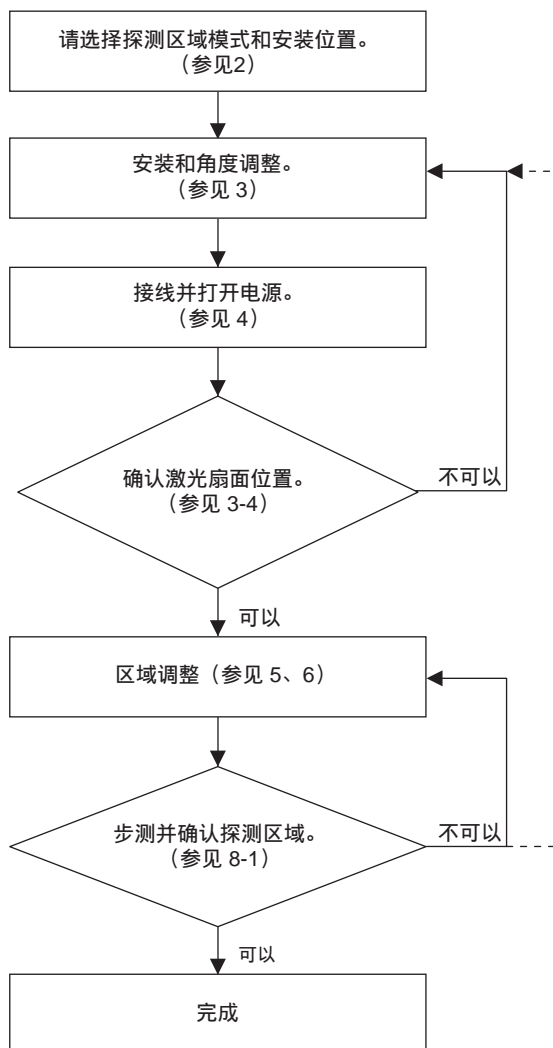 请选择探测区域模式和安装位置。
（参见2）
安装和角度调整。
（参见 3）
接线并打开电源。
（参见 4）
确认激光扇面位置。
（参见 3-4）
不可以
可以
区域调整（参见 5、6）
步测并确认探测区域。
（参见 8-1）
不可以
可以
完成